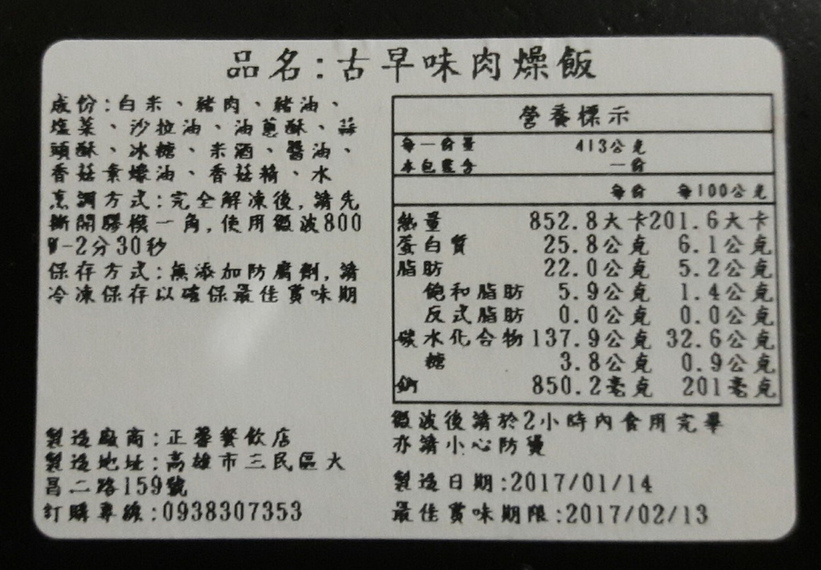 品名:古早味肉燥飯
成份:白米、豬肉、豬油、
塩菜、沙拉油、油蔥酥、蒜
頭酥、冰糖、米酒、醬油、
香菇素蠔油、香菇精、水
烹調方式:完全解凍後,請先
撕開膠模一角,使用微波800
W-2分30秒
保存方式:無添加防腐劑,請
冷凍保存以確保最佳賞味期
製造廠商:正馨餐飲店
製造地址:高雄市三民區大
昌二路159號
訂購專線:0938307353
營養標示
每一份量 413公克
本包裝含 一份
每份 每100公克
熱量 852.8大卡 201.6大卡
蛋白質 25.8公克 6.1公克
脂肪 22.0公克 5.2公克
飽和脂肪 5.9公克 1.4公克
反式脂肪 0.0公克 0.0公克
碳水化合物 137.9公克 32.6公克
糖 3.8公克 0.9公克
鈉 850.2毫克 201毫克
微波後請於2小時內食用完畢
亦請小心防燙
製造日期:2017/01/14
最佳賞味期限:2017/02/13